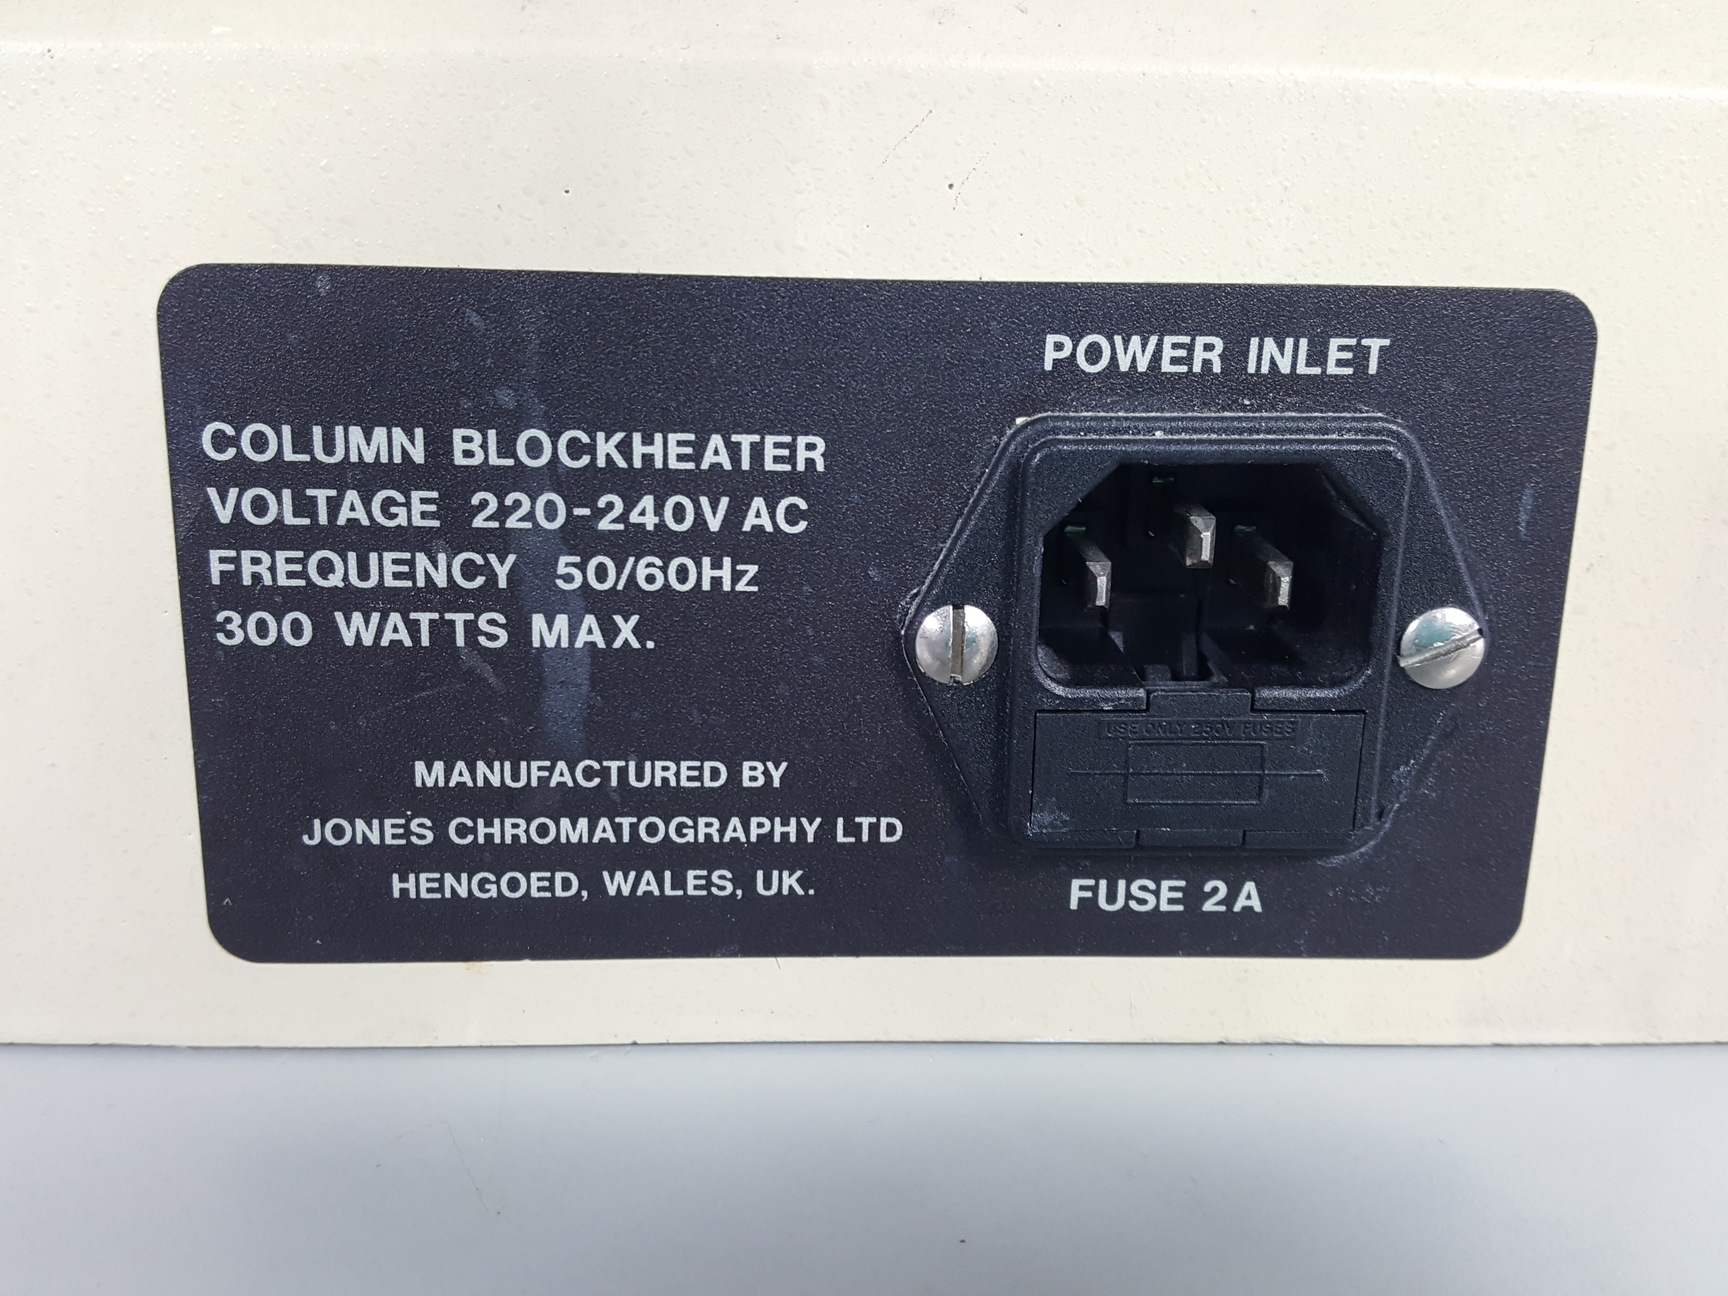 COLUMN BLOCKHEATER
VOLTAGE 220-240V AC
FREQUENCY 50/60Hz
300 WATTS MAX.
MANUFACTURED BY
JONES CHROMATOGRAPHY LTD
HENGOED, WALES, UK.
POWER INLET
USE ONLY 250V FUSES
FUSE 2A